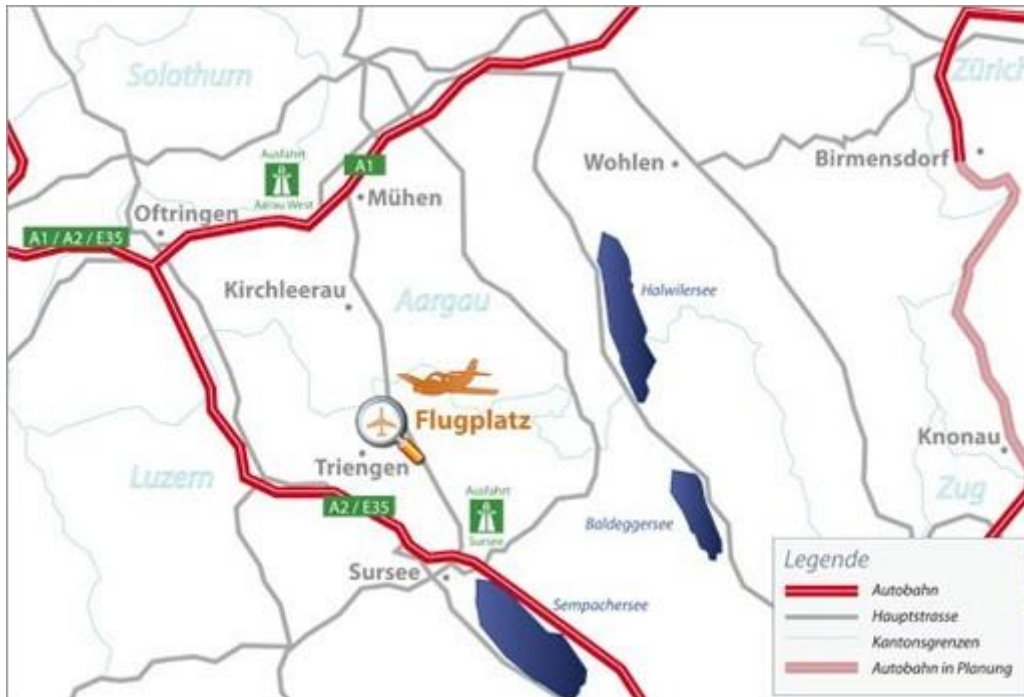 Solothurn
Zürich
Ausfahrt
Aarau West
A1
Mühen
Wohlen
Birmensdorf
Oftringen
A1 / A2 / E35
Kirchleerau
Aargau
Halwilersee
Flugplatz
Triengen
Luzern
Knonau
Zug
A2 / E35
Ausfahrt
Sursee
Baldeggersee
Sursee
Sempachersee
Legende
Autobahn
Hauptstrasse
Kantonsgrenzen
Autobahn in Planung